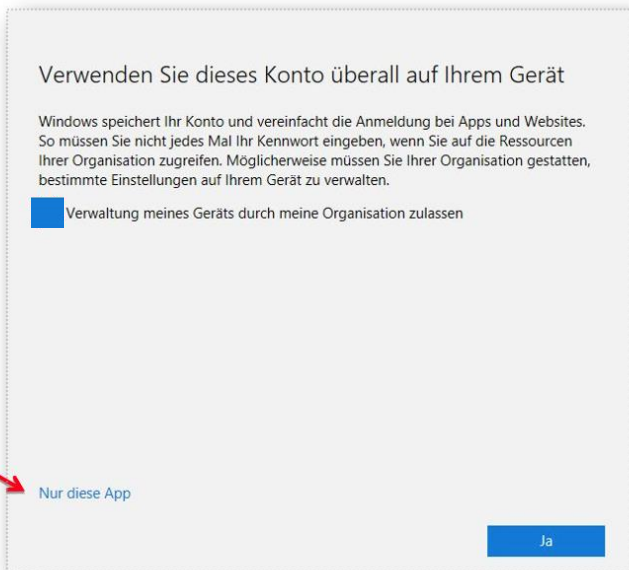 Verwenden Sie dieses Konto überall auf Ihrem Gerät
Windows speichert Ihr Konto und vereinfacht die Anmeldung bei Apps und Websites.
So müssen Sie nicht jedes Mal Ihr Kennwort eingeben, wenn Sie auf die Ressourcen
Ihrer Organisation zugreifen. Möglicherweise müssen Sie Ihrer Organisation gestatten,
bestimmte Einstellungen auf Ihrem Gerät zu verwalten.
Verwaltung meines Geräts durch meine Organisation zulassen
Nur diese App
Ja